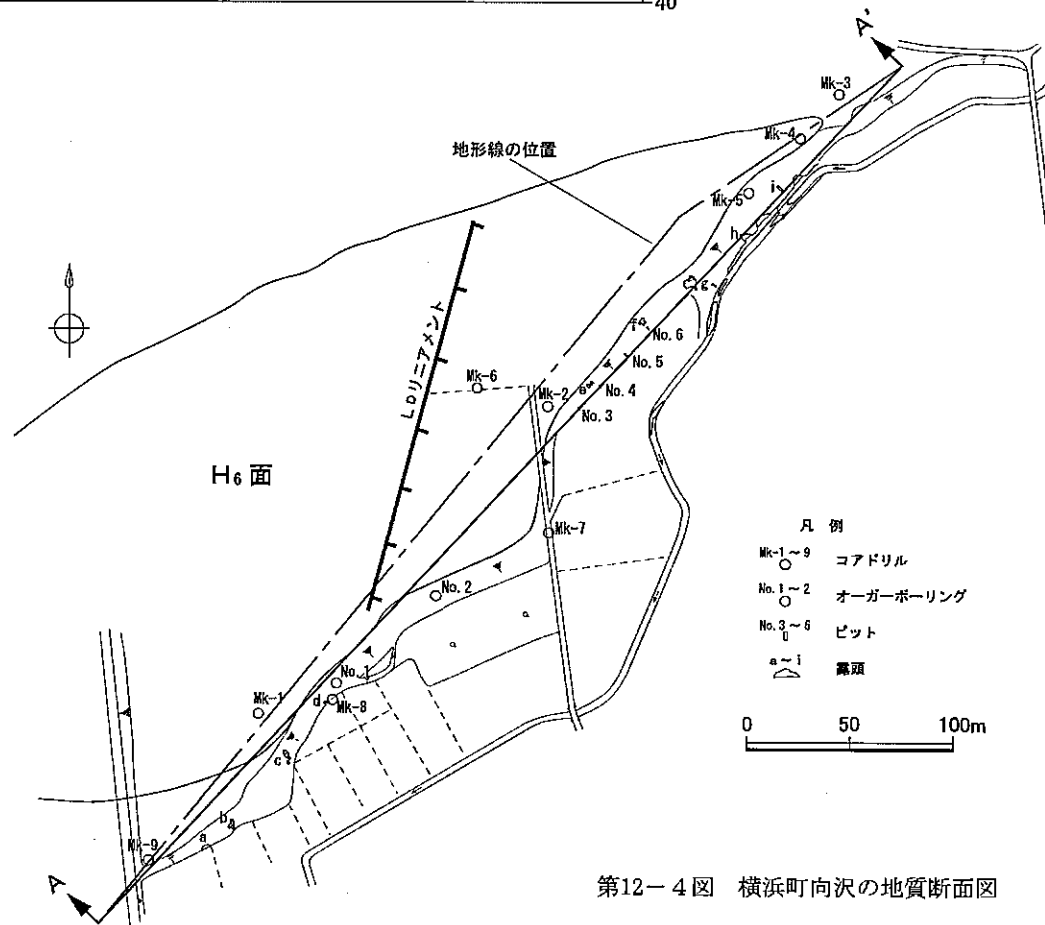 40
A'
Mk-3
Mk-4
地形線の位置
Mk-5
i
h
g
f
No.6
LDリニアメント
No.5
Mk-6
Mk-2
e
No.4
No.3
H6面
Mk-7
凡 例
Mk-1~9 コアドリル
No.1~2 オーガーボーリング
No.3~6 ピット
a~i 露頭
No.2
No.1
Mk-1
d
Mk-8
c
0 50 100m
b
a
Mk-9
A
第12-4図 横浜町向沢の地質断面図